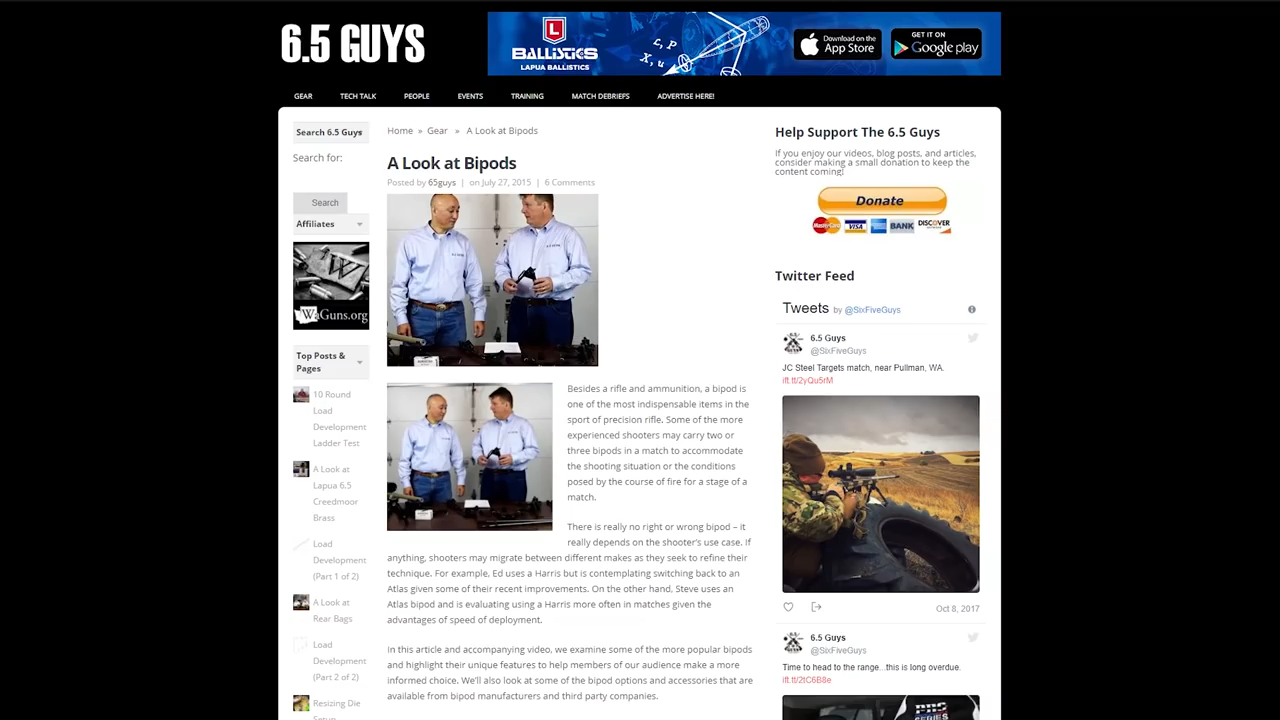 6.5 GUYS
L
BALLISTICS
LAPUA BALLISTICS
L, P
X, u
Download on the
App Store
GET IT ON
Google play
GEAR
TECH TALK
PEOPLE
EVENTS
TRAINING
MATCH DEBRIEFS
ADVERTISE HERE!
Search 6.5 Guys
Search for:
Search
Affiliates
W
WaGuns.org
Top Posts &
Pages
10 Round
Load
Development
Ladder Test
A Look at
Lapua 6.5
Creedmoor
Brass
Load
Development
(Part 1 of 2)
A Look at
Rear Bags
Load
Development
(Part 2 of 2)
Resizing Die
Setup
Home » Gear » A Look at Bipods
A Look at Bipods
Posted by 65guys | on July 27, 2015 | 6 Comments
Besides a rifle and ammunition, a bipod is
one of the most indispensable items in the
sport of precision rifle. Some of the more
experienced shooters may carry two or
three bipods in a match to accommodate
the shooting situation or the conditions
posed by the course of fire for a stage of a
match.
There is really no right or wrong bipod – it
really depends on the shooter's use case. If
anything, shooters may migrate between different makes as they seek to refine their
technique. For example, Ed uses a Harris but is contemplating switching back to an
Atlas given some of their recent improvements. On the other hand, Steve uses an
Atlas bipod and is evaluating using a Harris more often in matches given the
advantages of speed of deployment.
In this article and accompanying video, we examine some of the more popular bipods
and highlight their unique features to help members of our audience make a more
informed choice. We'll also look at some of the bipod options and accessories that are
available from bipod manufacturers and third party companies.
Help Support The 6.5 Guys
If you enjoy our videos, blog posts, and articles,
consider making a small donation to keep the
content coming!
Donate
MasterCard VISA BANK DISCOVER
Twitter Feed
Tweets by @SixFiveGuys
6.5 Guys
@SixFiveGuys
JC Steel Targets match, near Pullman, WA.
ift.tt/2yQu5rM
Oct 8, 2017
6.5 Guys
@SixFiveGuys
Time to head to the range...this is long overdue.
ift.tt/2tC6B8e
PRS
SERIES